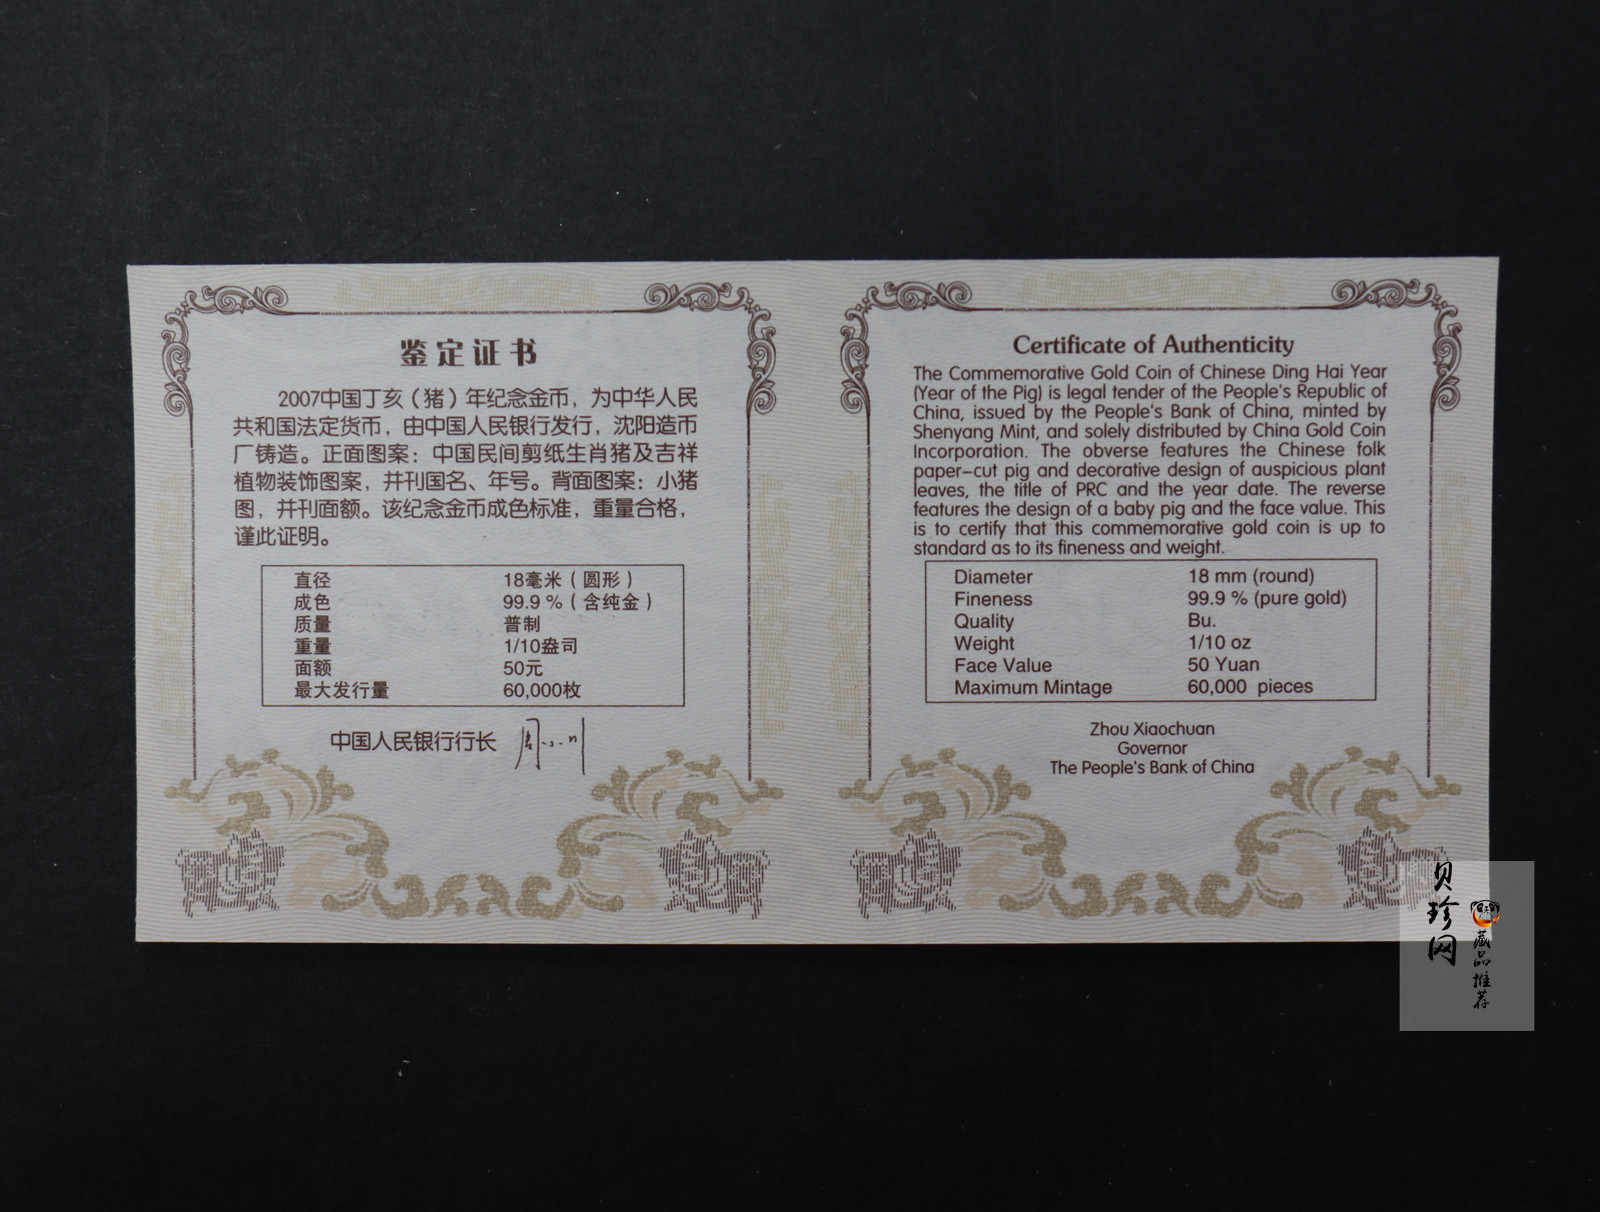 鉴定证书
2007中国丁亥（猪）年纪念金币，为中华人民
共和国法定货币，由中国人民银行发行，沈阳造币
厂铸造。正面图案：中国民间剪纸生肖猪及吉祥
植物装饰图案，并刊国名、年号。背面图案：小猪
图，并刊面额。该纪念金币成色标准，重量合格，
谨此证明。
直径 18毫米（圆形）
成色 99.9 %（含纯金）
质量 普制
重量 1/10盎司
面额 50元
最大发行量 60,000枚
中国人民银行行长 周小川
Certificate of Authenticity
The Commemorative Gold Coin of Chinese Ding Hai Year
(Year of the Pig) is legal tender of the People's Republic of
China, issued by the People's Bank of China, minted by
Shenyang Mint, and solely distributed by China Gold Coin
Incorporation. The obverse features the Chinese folk
paper-cut pig and decorative design of auspicious plant
leaves, the title of PRC and the year date. The reverse
features the design of a baby pig and the face value. This
is to certify that this commemorative gold coin is up to
standard as to its fineness and weight.
Diameter 18 mm (round)
Fineness 99.9 % (pure gold)
Quality Bu.
Weight 1/10 oz
Face Value 50 Yuan
Maximum Mintage 60,000 pieces
Zhou Xiaochuan
Governor
The People's Bank of China
贝珍网
藏品推荐